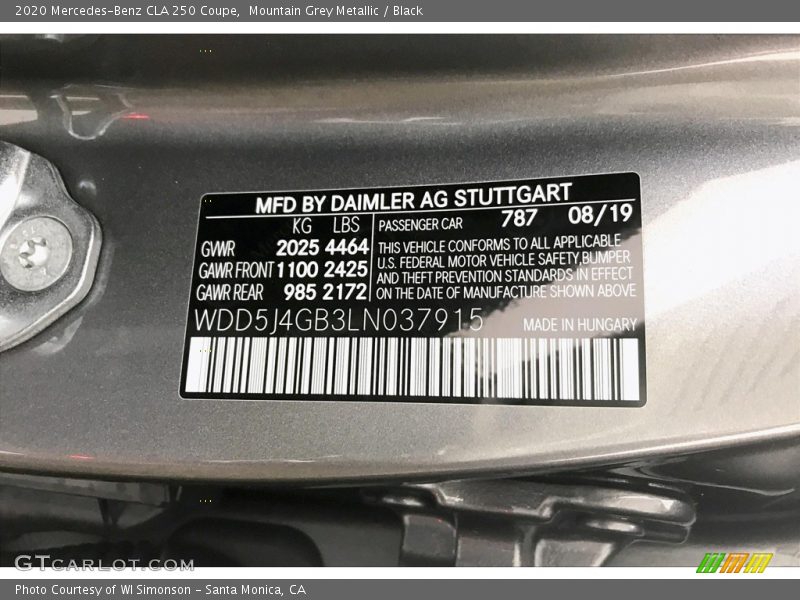 2020 Mercedes-Benz CLA 250 Coupe,  Mountain Grey Metallic / Black
MFD BY DAIMLER AG STUTTGART
KG LBS PASSENGER CAR 787 08/19
GVWR 2025 4464 THIS VEHICLE CONFORMS TO ALL APPLICABLE
GAWR FRONT 1100 2425 U.S. FEDERAL MOTOR VEHICLE SAFETY, BUMPER
GAWR REAR 985 2172 AND THEFT PREVENTION STANDARDS IN EFFECT
ON THE DATE OF MANUFACTURE SHOWN ABOVE
WDD5J4GB3LN037915 MADE IN HUNGARY
GTCARLOT.COM
Photo Courtesy of WI Simonson - Santa Monica, CA